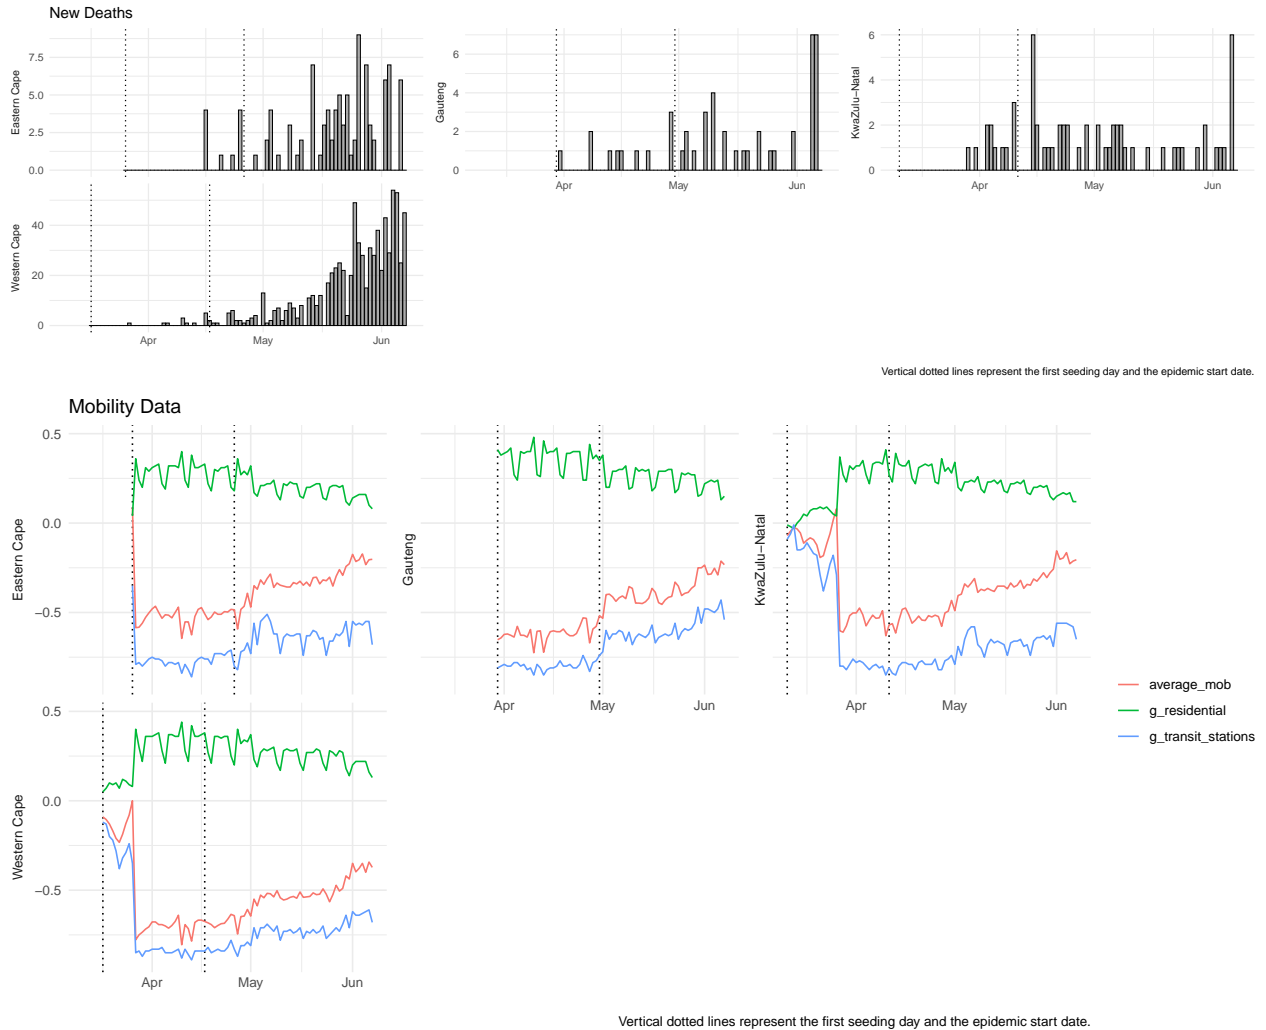 New Deaths
Eastern Cape
7.5
5.0
2.5
0.0
Gauteng
6
4
2
0
Apr May Jun
KwaZulu−Natal
6
4
2
0
Apr May Jun
Western Cape
40
20
0
Apr May Jun
Vertical dotted lines represent the first seeding day and the epidemic start date.
Mobility Data
Eastern Cape
0.5
0.0
−0.5
Gauteng
Apr May Jun
KwaZulu−Natal
Apr May Jun
average_mob
g_residential
g_transit_stations
Western Cape
0.5
0.0
−0.5
Apr May Jun
Vertical dotted lines represent the first seeding day and the epidemic start date.